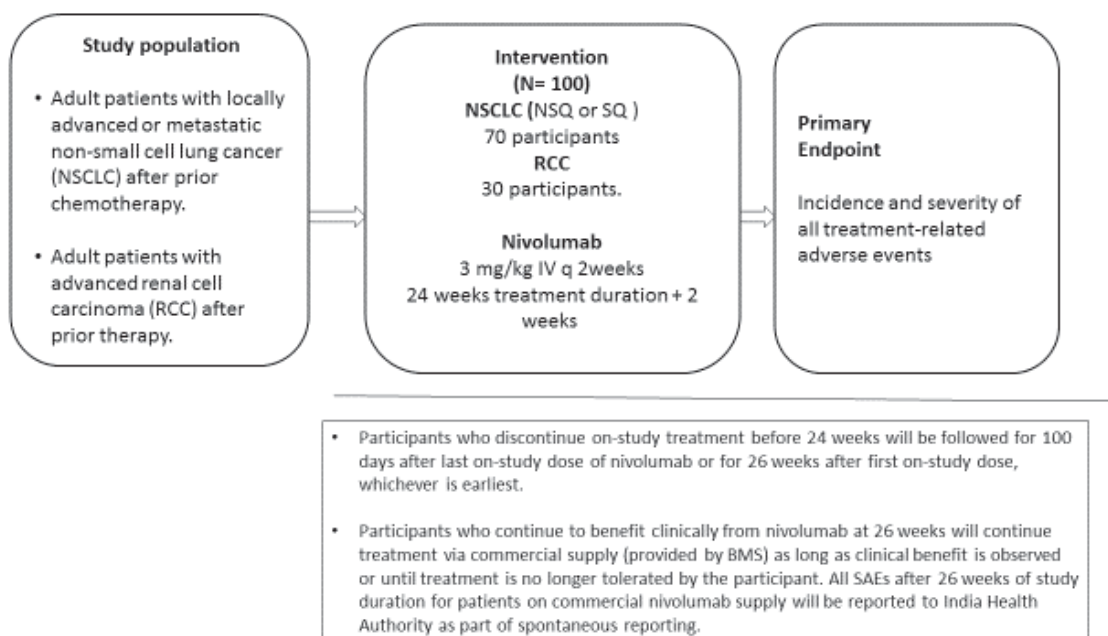 Study population
• Adult patients with locally
advanced or metastatic
non-small cell lung cancer
(NSCLC) after prior
chemotherapy.
• Adult patients with
advanced renal cell
carcinoma (RCC) after
prior therapy.
Intervention
(N= 100)
NSCLC (NSQ or SQ )
70 participants
RCC
30 participants.
Nivolumab
3 mg/kg IV q 2weeks
24 weeks treatment duration + 2
weeks
Primary
Endpoint
Incidence and severity of
all treatment-related
adverse events
• Participants who discontinue on-study treatment before 24 weeks will be followed for 100
days after last on-study dose of nivolumab or for 26 weeks after first on-study dose,
whichever is earliest.
• Participants who continue to benefit clinically from nivolumab at 26 weeks will continue
treatment via commercial supply (provided by BMS) as long as clinical benefit is observed
or until treatment is no longer tolerated by the participant. All SAEs after 26 weeks of study
duration for patients on commercial nivolumab supply will be reported to India Health
Authority as part of spontaneous reporting.